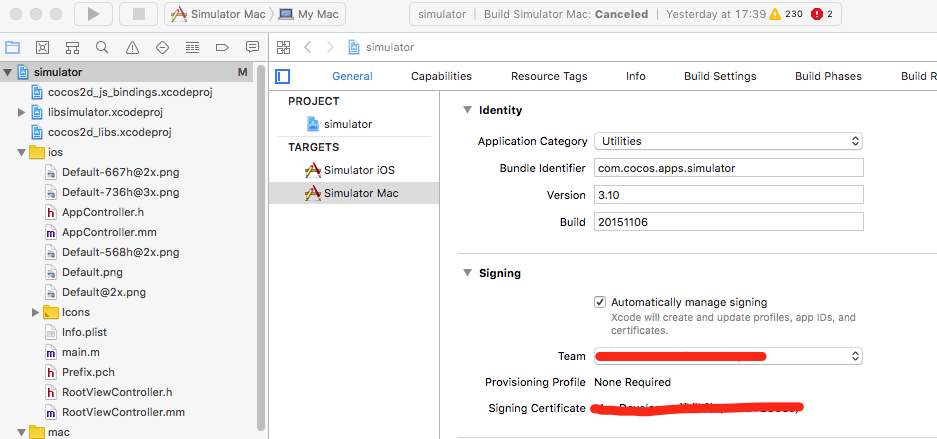 Simulator Mac My Mac
simulator | Build Simulator Mac: Canceled | Yesterday at 17:39 230 2
simulator
General Capabilities Resource Tags Info Build Settings Build Phases Build R
simulator M
cocos2d_js_bindings.xcodeproj
libsimulator.xcodeproj
cocos2d_libs.xcodeproj
ios
Default-667h@2x.png
Default-736h@3x.png
AppController.h
AppController.mm
Default-568h@2x.png
Default.png
Default@2x.png
Icons
Info.plist
main.m
Prefix.pch
RootViewController.h
RootViewController.mm
mac
PROJECT
simulator
TARGETS
Simulator iOS
Simulator Mac
Identity
Application Category Utilities
Bundle Identifier com.cocos.apps.simulator
Version 3.10
Build 20151106
Signing
Automatically manage signing
Xcode will create and update profiles, app IDs, and
certificates.
Team
Provisioning Profile None Required
Signing Certificate